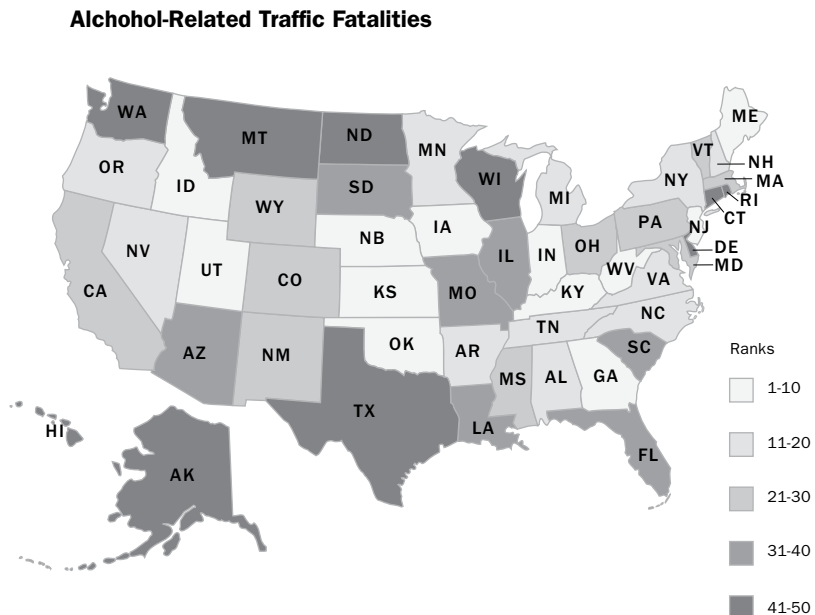 Alchohol-Related Traffic Fatalities
WA
MT
ND
MN
ME
VT
NH
OR
ID
SD
WI
NY
MA
MI
RI
WY
CT
PA
NJ
NV
NB
IA
OH
DE
UT
IL
IN
WV
MD
CA
CO
KS
MO
KY
VA
NC
TN
AZ
NM
OK
AR
SC
MS
AL
GA
TX
LA
HI
FL
AK
Ranks
1-10
11-20
21-30
31-40
41-50